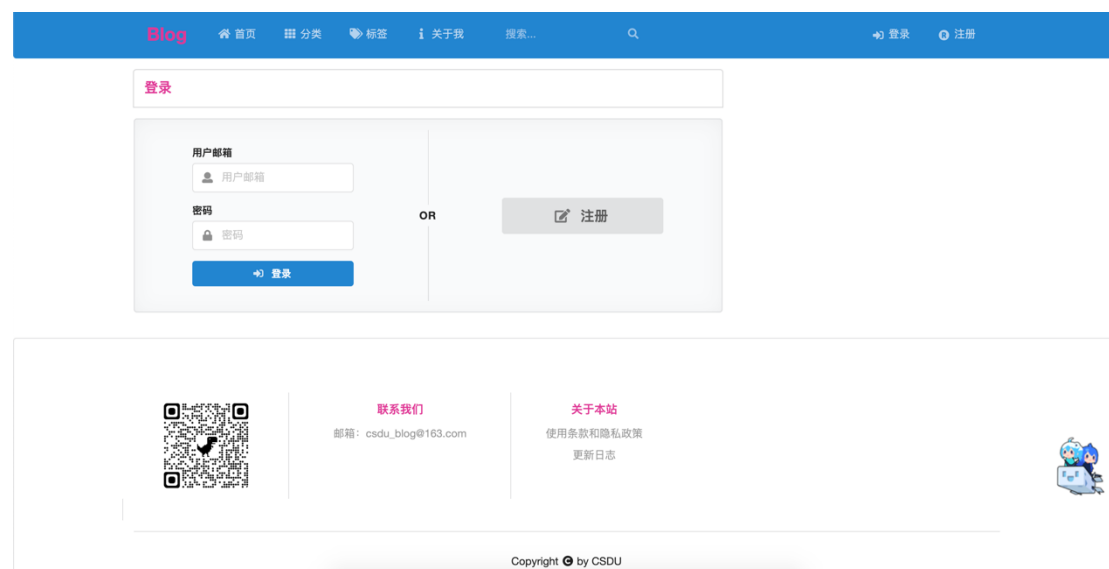 Blog 首页 分类 标签 关于我 搜索... 登录 注册
登录
用户邮箱
用户邮箱
密码
密码
登录
OR
注册
联系我们
邮箱：csdu_blog@163.com
关于本站
使用条款和隐私政策
更新日志
Copyright by CSDU